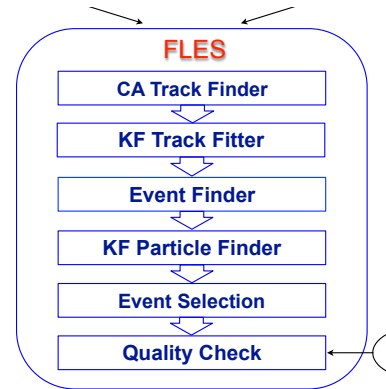 FLES
CA Track Finder
KF Track Fitter
Event Finder
KF Particle Finder
Event Selection
Quality Check